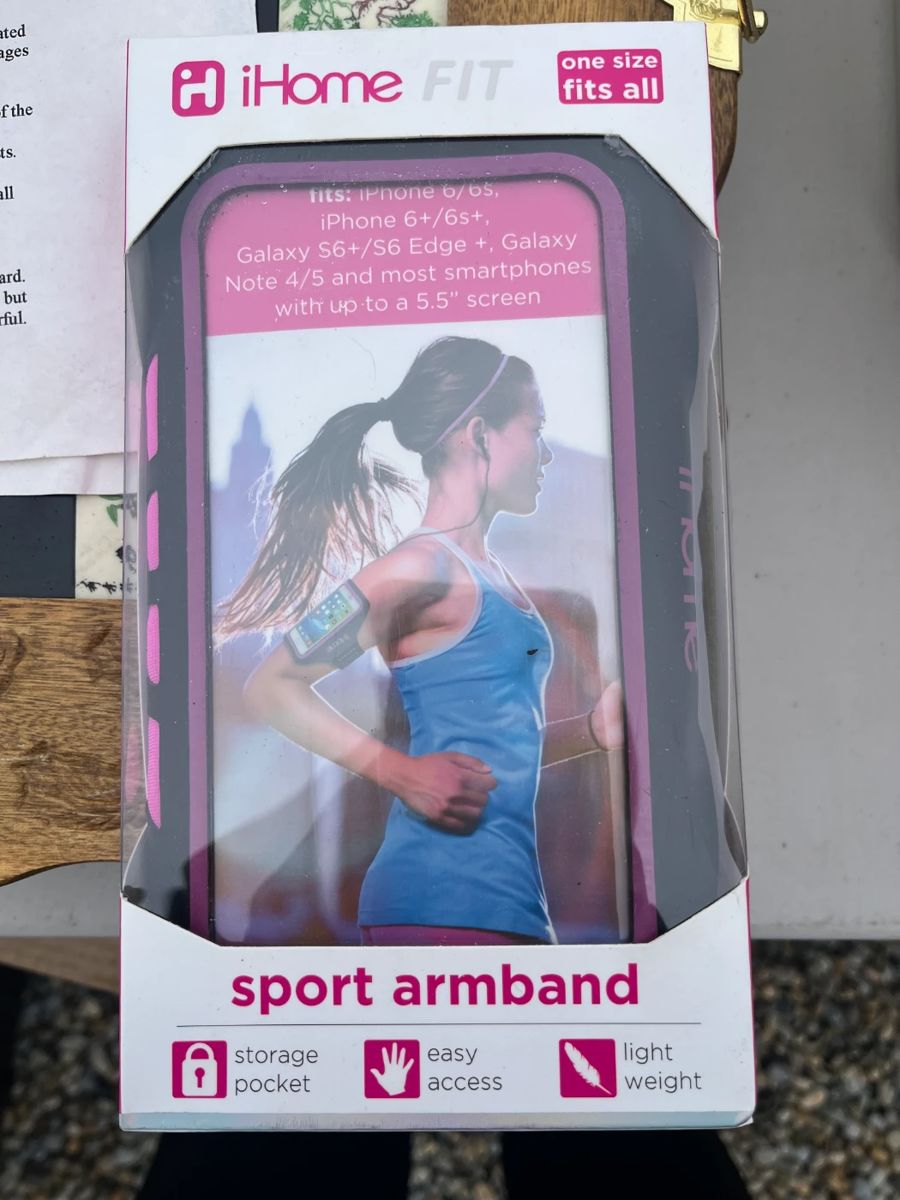 ated
ages
of the
ts.
all
ard.
but
rful.
iHome FIT
one size
fits all
fits: iPhone 6/6s,
iPhone 6+/6s+,
Galaxy S6+/S6 Edge +, Galaxy
Note 4/5 and most smartphones
with up to a 5.5" screen
iHome
sport armband
storage
pocket
easy
access
light
weight